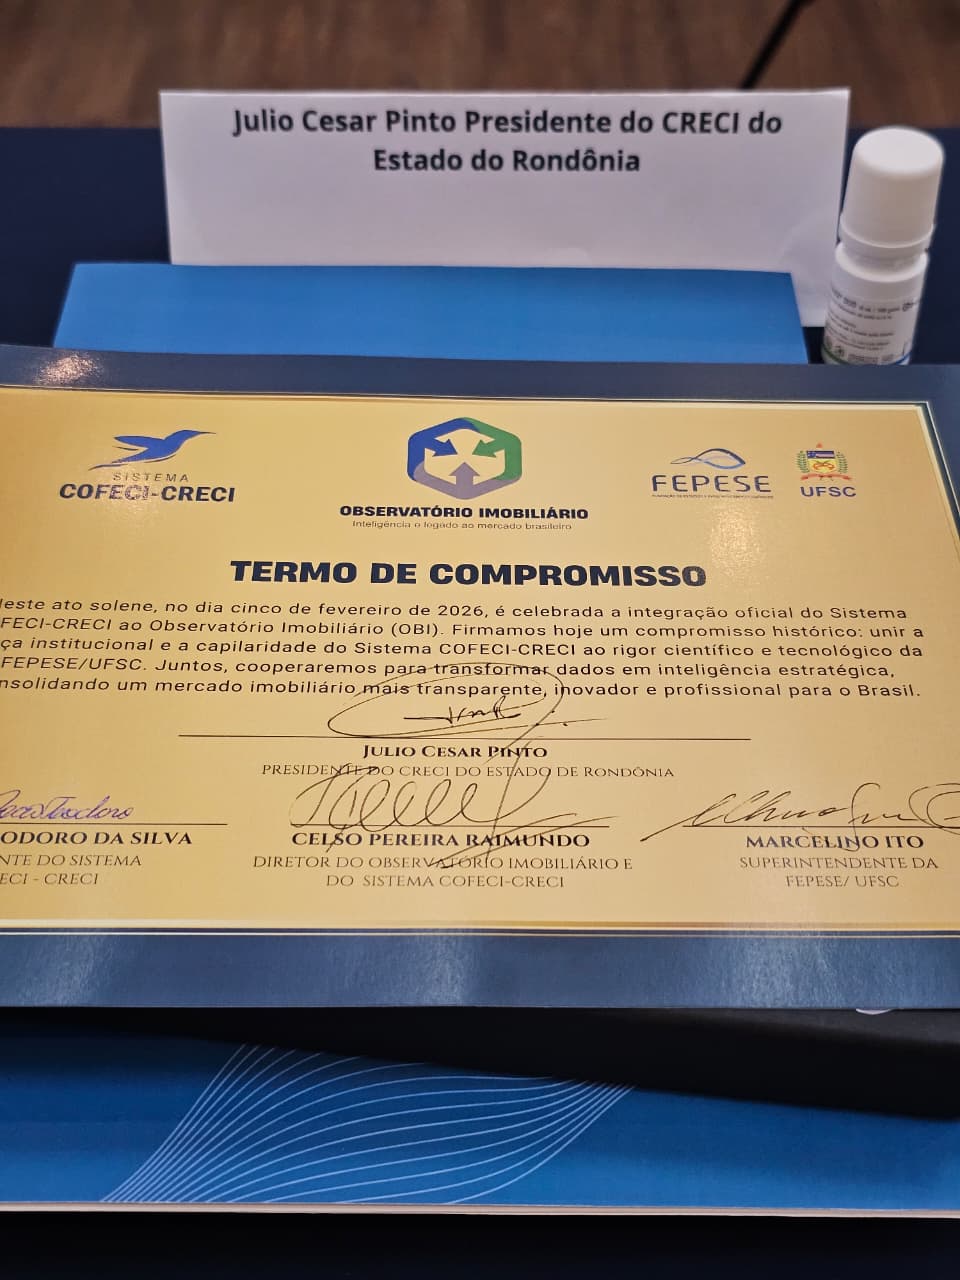 Julio Cesar Pinto Presidente do CRECI do
Estado do Rondônia
SISTEMA
COFECI-CRECI
OBSERVATÓRIO IMOBILIÁRIO
Inteligência e legado ao mercado brasileiro
FEPESE
UFSC
TERMO DE COMPROMISSO
este ato solene, no dia cinco de fevereiro de 2026, é celebrada a integração oficial do Sistema
FECI-CRECI ao Observatório Imobiliário (OBI). Firmamos hoje um compromisso histórico: unir a
ça institucional e a capilaridade do Sistema COFECI-CRECI ao rigor científico e tecnológico da
FEPESE/UFSC. Juntos, cooperaremos para transformar dados em inteligência estratégica,
nsolidando um mercado imobiliário mais transparente, inovador e profissional para o Brasil.
JULIO CESAR PINTO
PRESIDENTE DO CRECI DO ESTADO DE RONDÔNIA
ODORO DA SILVA
NTE DO SISTEMA
ECI - CRECI
CELSO PEREIRA RAIMUNDO
DIRETOR DO OBSERVATÓRIO IMOBILIÁRIO E
DO SISTEMA COFECI-CRECI
MARCELINO ITO
SUPERINTENDENTE DA
FEPESE/ UFSC